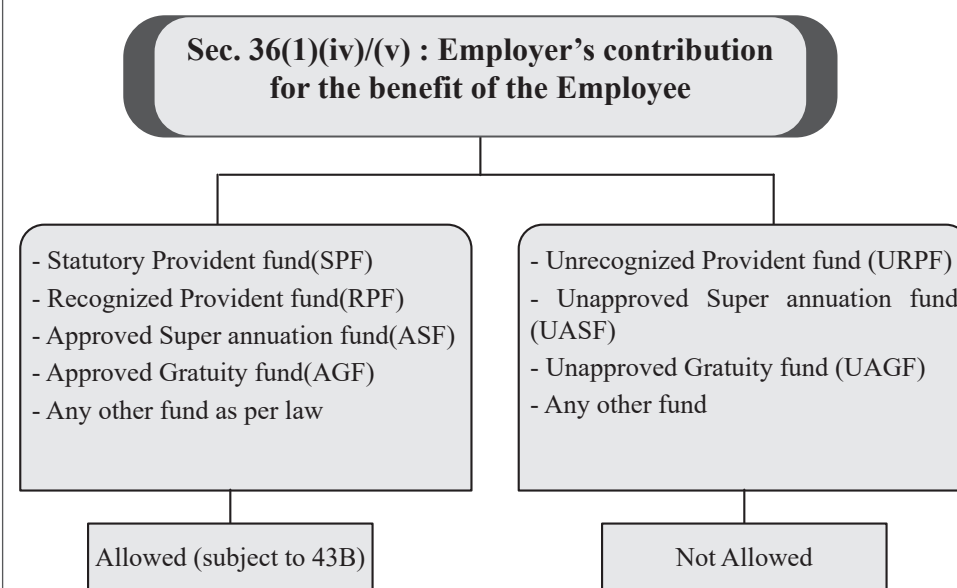 Sec. 36(1)(iv)/(v) : Employer’s contribution
for the benefit of the Employee
- Statutory Provident fund(SPF)
- Recognized Provident fund(RPF)
- Approved Super annuation fund(ASF)
- Approved Gratuity fund(AGF)
- Any other fund as per law
- Unrecognized Provident fund (URPF)
- Unapproved Super annuation fund
(UASF)
- Unapproved Gratuity fund (UAGF)
- Any other fund
Allowed (subject to 43B)
Not Allowed